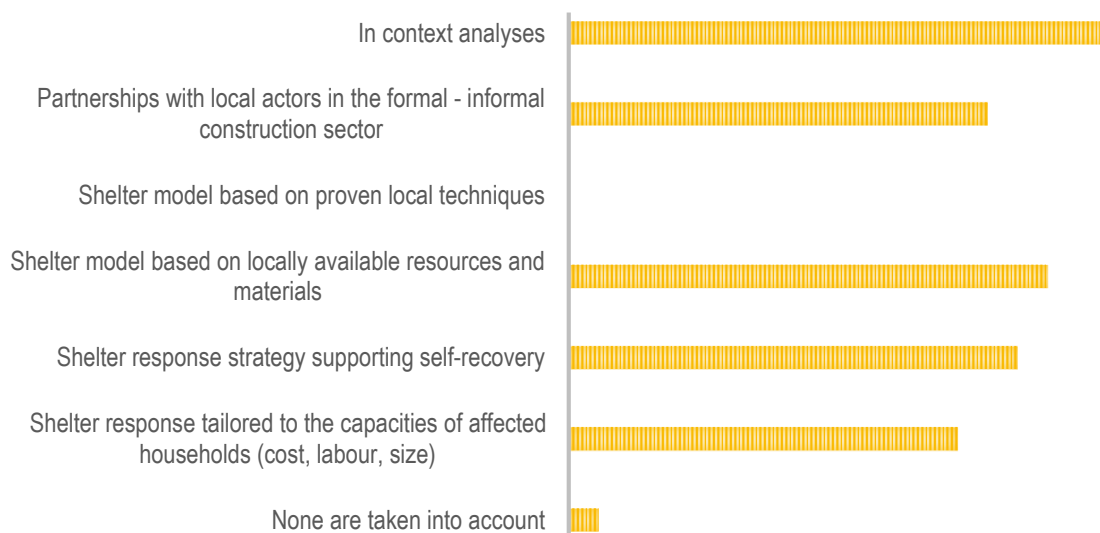 In context analyses
Partnerships with local actors in the formal - informal
construction sector
Shelter model based on proven local techniques
Shelter model based on locally available resources and
materials
Shelter response strategy supporting self-recovery
Shelter response tailored to the capacities of affected
households (cost, labour, size)
None are taken into account